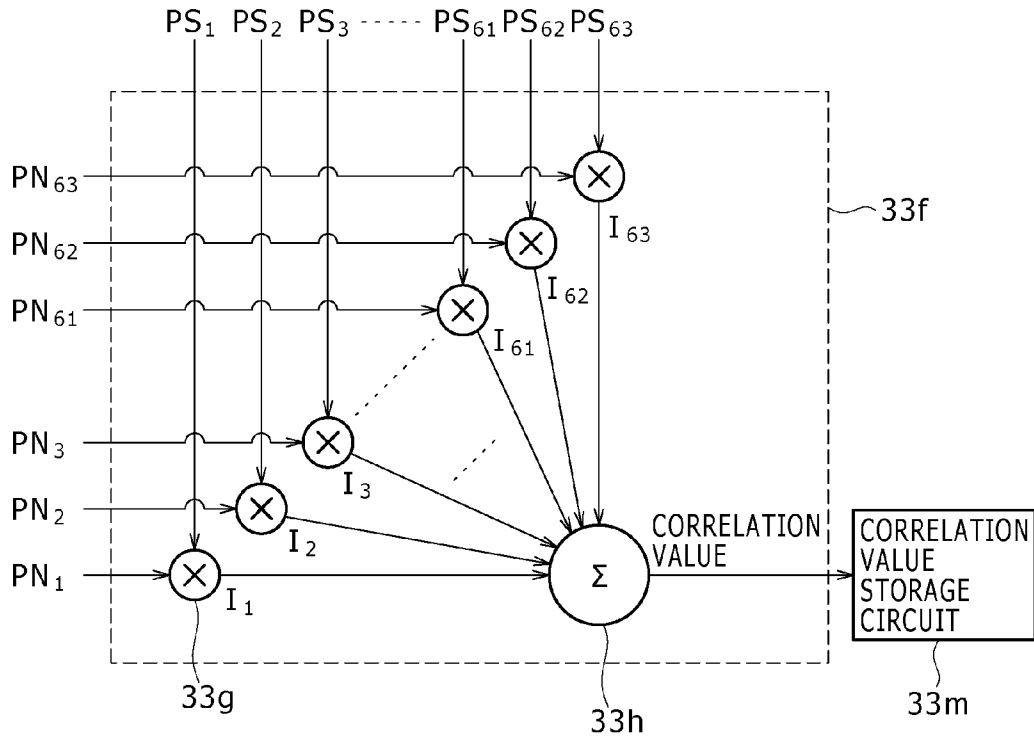 PS₁ PS₂ PS₃ PS₆₁ PS₆₂ PS₆₃
PN₆₃
33f
I₆₃
PN₆₂
I₆₂
PN₆₁
I₆₁
PN₃
I₃
PN₂
I₂
CORRELATION
VALUE
CORRELATION
VALUE
STORAGE
CIRCUIT
PN₁
I₁
Σ
33g
33h
33m